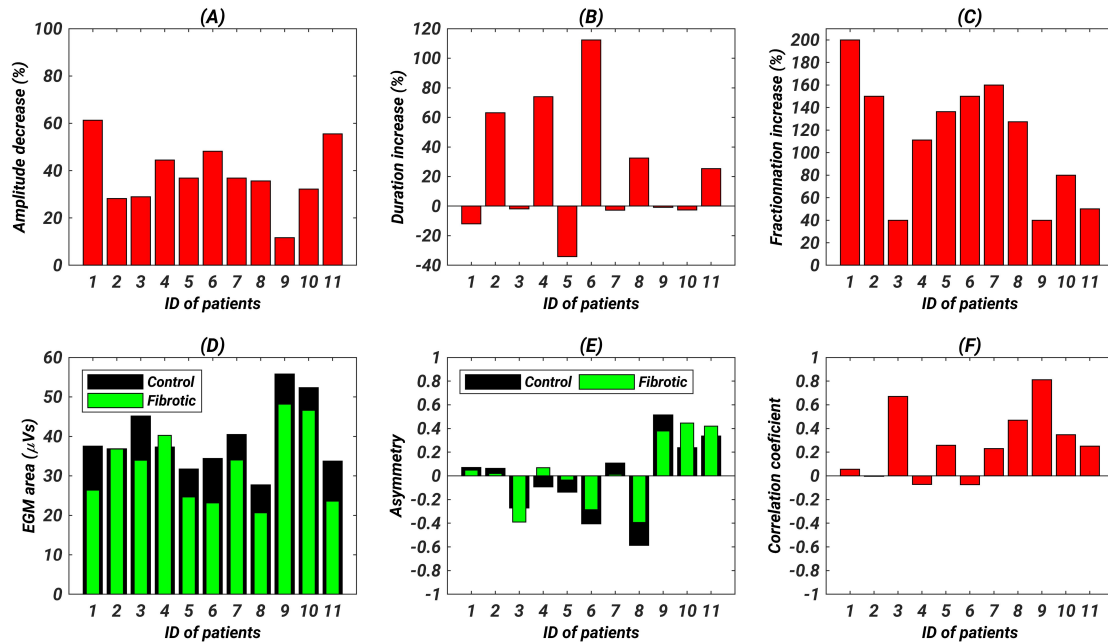 (A)
Amplitude decrease (%)
100
80
60
40
20
0
1 2 3 4 5 6 7 8 9 10 11
ID of patients
(B)
Duration increase (%)
120
100
80
60
40
20
0
-20
-40
1 2 3 4 5 6 7 8 9 10 11
ID of patients
(C)
Fractionnation increase (%)
200
180
160
140
120
100
80
60
40
20
0
1 2 3 4 5 6 7 8 9 10 11
ID of patients
(D)
EGM area (μVs)
60
50
40
30
20
10
0
Control
Fibrotic
1 2 3 4 5 6 7 8 9 10 11
ID of patients
(E)
Asymmetry
1
0.8
0.6
0.4
0.2
0
-0.2
-0.4
-0.6
-0.8
-1
Control Fibrotic
1 2 3 4 5 6 7 8 9 10 11
ID of patients
(F)
Correlation coeficient
1
0.8
0.6
0.4
0.2
0
-0.2
-0.4
-0.6
-0.8
-1
1 2 3 4 5 6 7 8 9 10 11
ID of patients